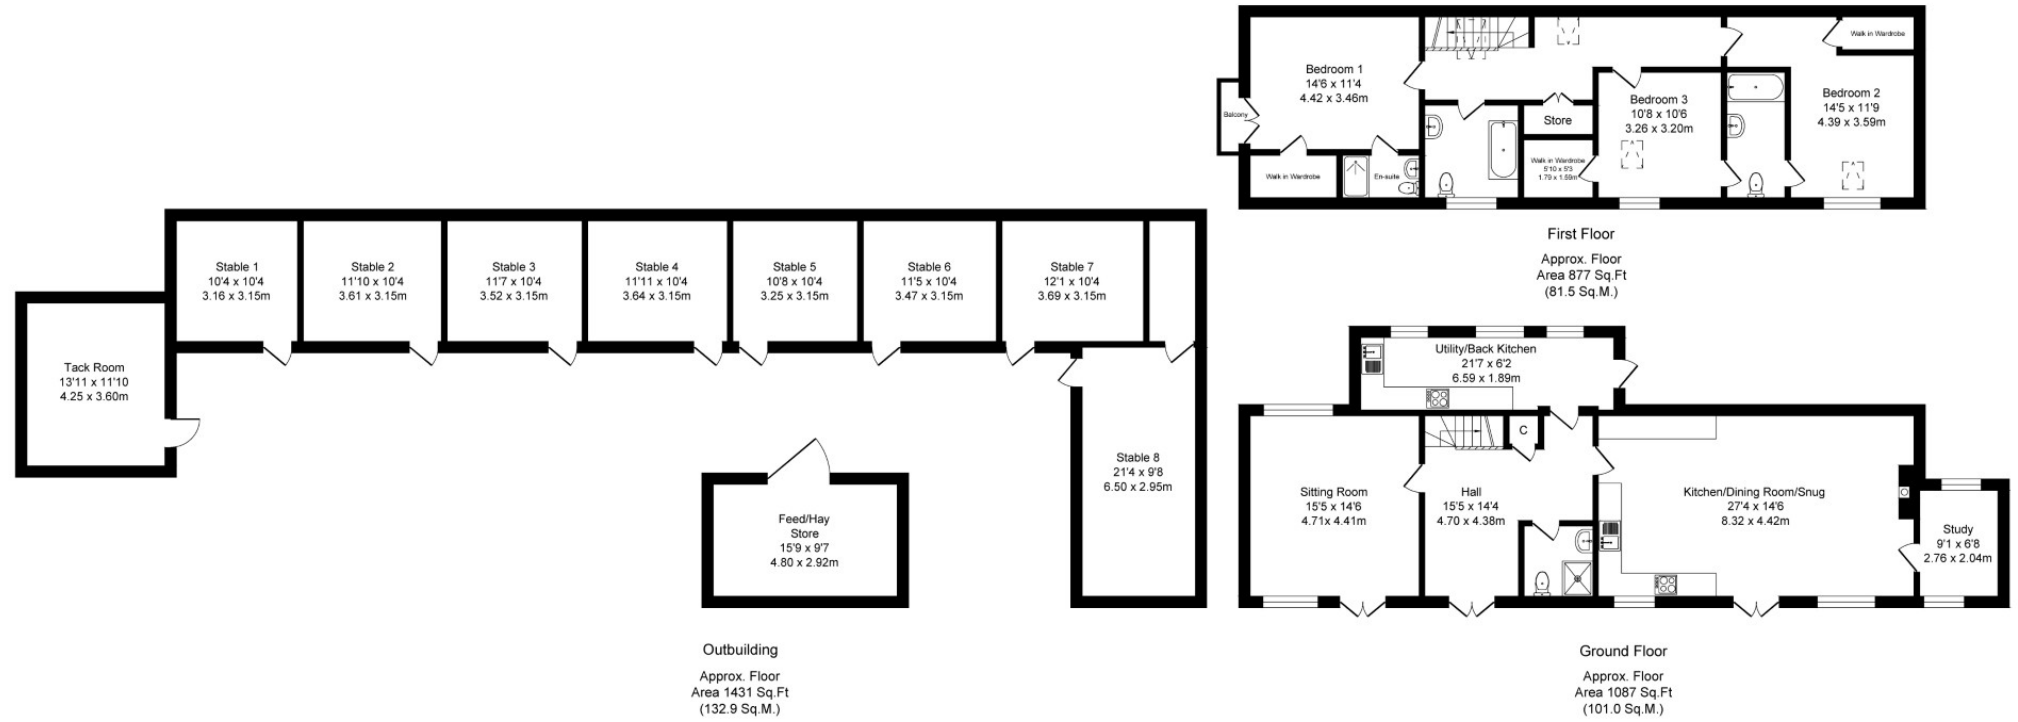 Bedroom 1
14'6 x 11'4
4.42 x 3.46m
Balcony
Walk in Wardrobe
En-suite
Store
Walk in Wardrobe
5'10 x 5'3
1.79 x 1.59m
Bedroom 3
10'8 x 10'6
3.26 x 3.20m
Walk in Wardrobe
Bedroom 2
14'5 x 11'9
4.39 x 3.59m
First Floor
Approx. Floor
Area 877 Sq.Ft
(81.5 Sq.M.)
Stable 1
10'4 x 10'4
3.16 x 3.15m
Stable 2
11'10 x 10'4
3.61 x 3.15m
Stable 3
11'7 x 10'4
3.52 x 3.15m
Stable 4
11'11 x 10'4
3.64 x 3.15m
Stable 5
10'8 x 10'4
3.25 x 3.15m
Stable 6
11'5 x 10'4
3.47 x 3.15m
Stable 7
12'1 x 10'4
3.69 x 3.15m
Tack Room
13'11 x 11'10
4.25 x 3.60m
Stable 8
21'4 x 9'8
6.50 x 2.95m
Feed/Hay
Store
15'9 x 9'7
4.80 x 2.92m
Outbuilding
Approx. Floor
Area 1431 Sq.Ft
(132.9 Sq.M.)
Utility/Back Kitchen
21'7 x 6'2
6.59 x 1.89m
C
Sitting Room
15'5 x 14'6
4.71x 4.41m
Hall
15'5 x 14'4
4.70 x 4.38m
Kitchen/Dining Room/Snug
27'4 x 14'6
8.32 x 4.42m
Study
9'1 x 6'8
2.76 x 2.04m
Ground Floor
Approx. Floor
Area 1087 Sq.Ft
(101.0 Sq.M.)